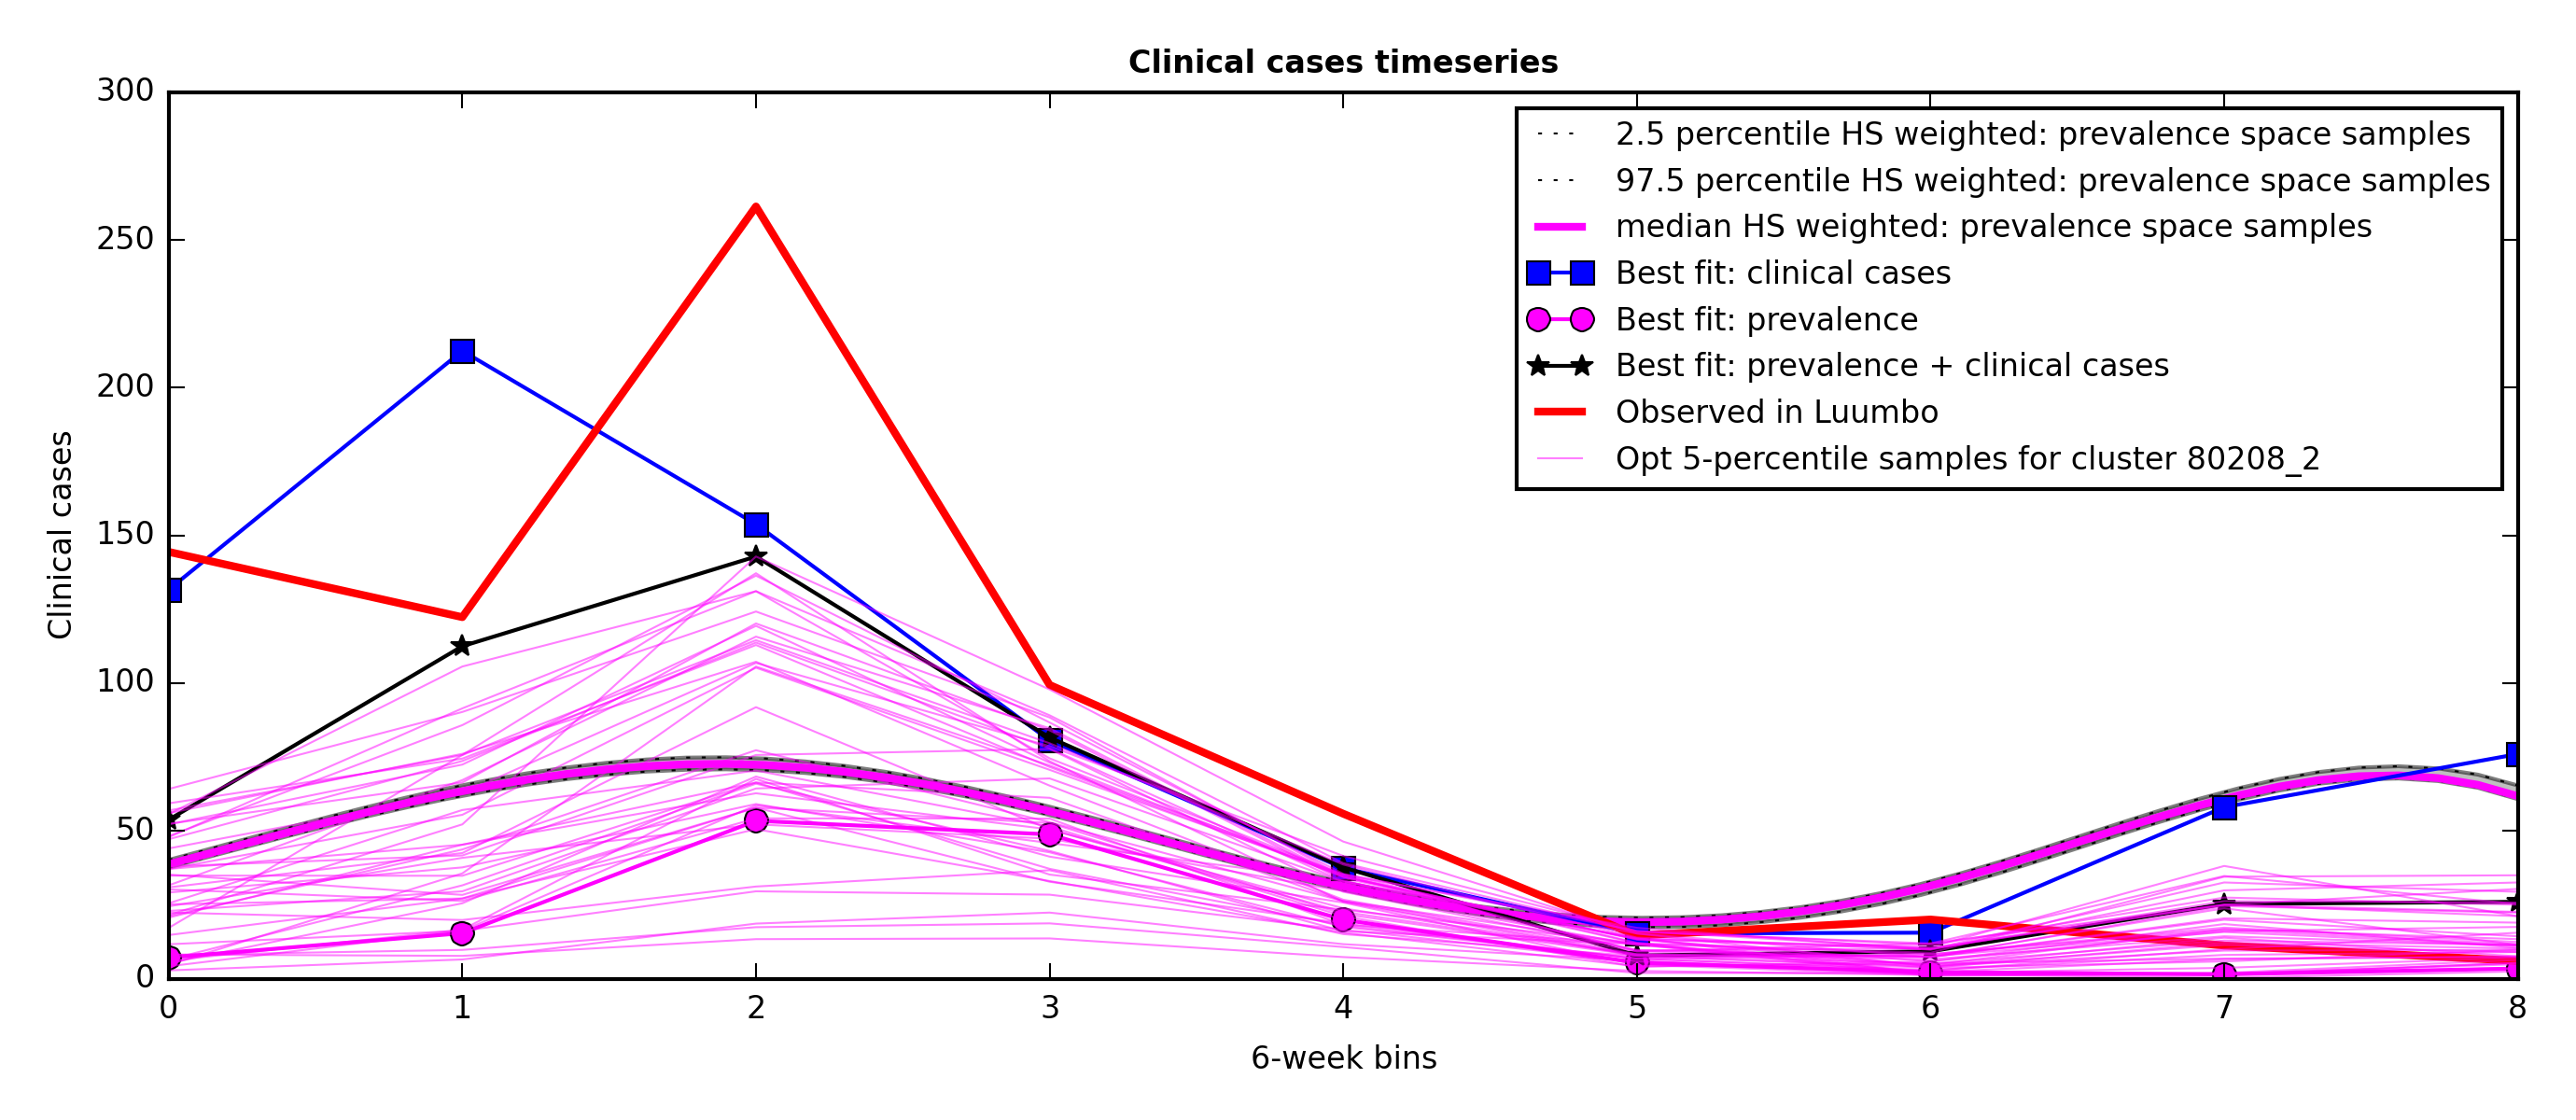 Clinical cases timeseries
300
250
200
150
100
50
0
Clinical cases
2.5 percentile HS weighted: prevalence space samples
97.5 percentile HS weighted: prevalence space samples
median HS weighted: prevalence space samples
Best fit: clinical cases
Best fit: prevalence
Best fit: prevalence + clinical cases
Observed in Luumbo
Opt 5-percentile samples for cluster 80208_2
0 1 2 3 4 5 6 7 8
6-week bins